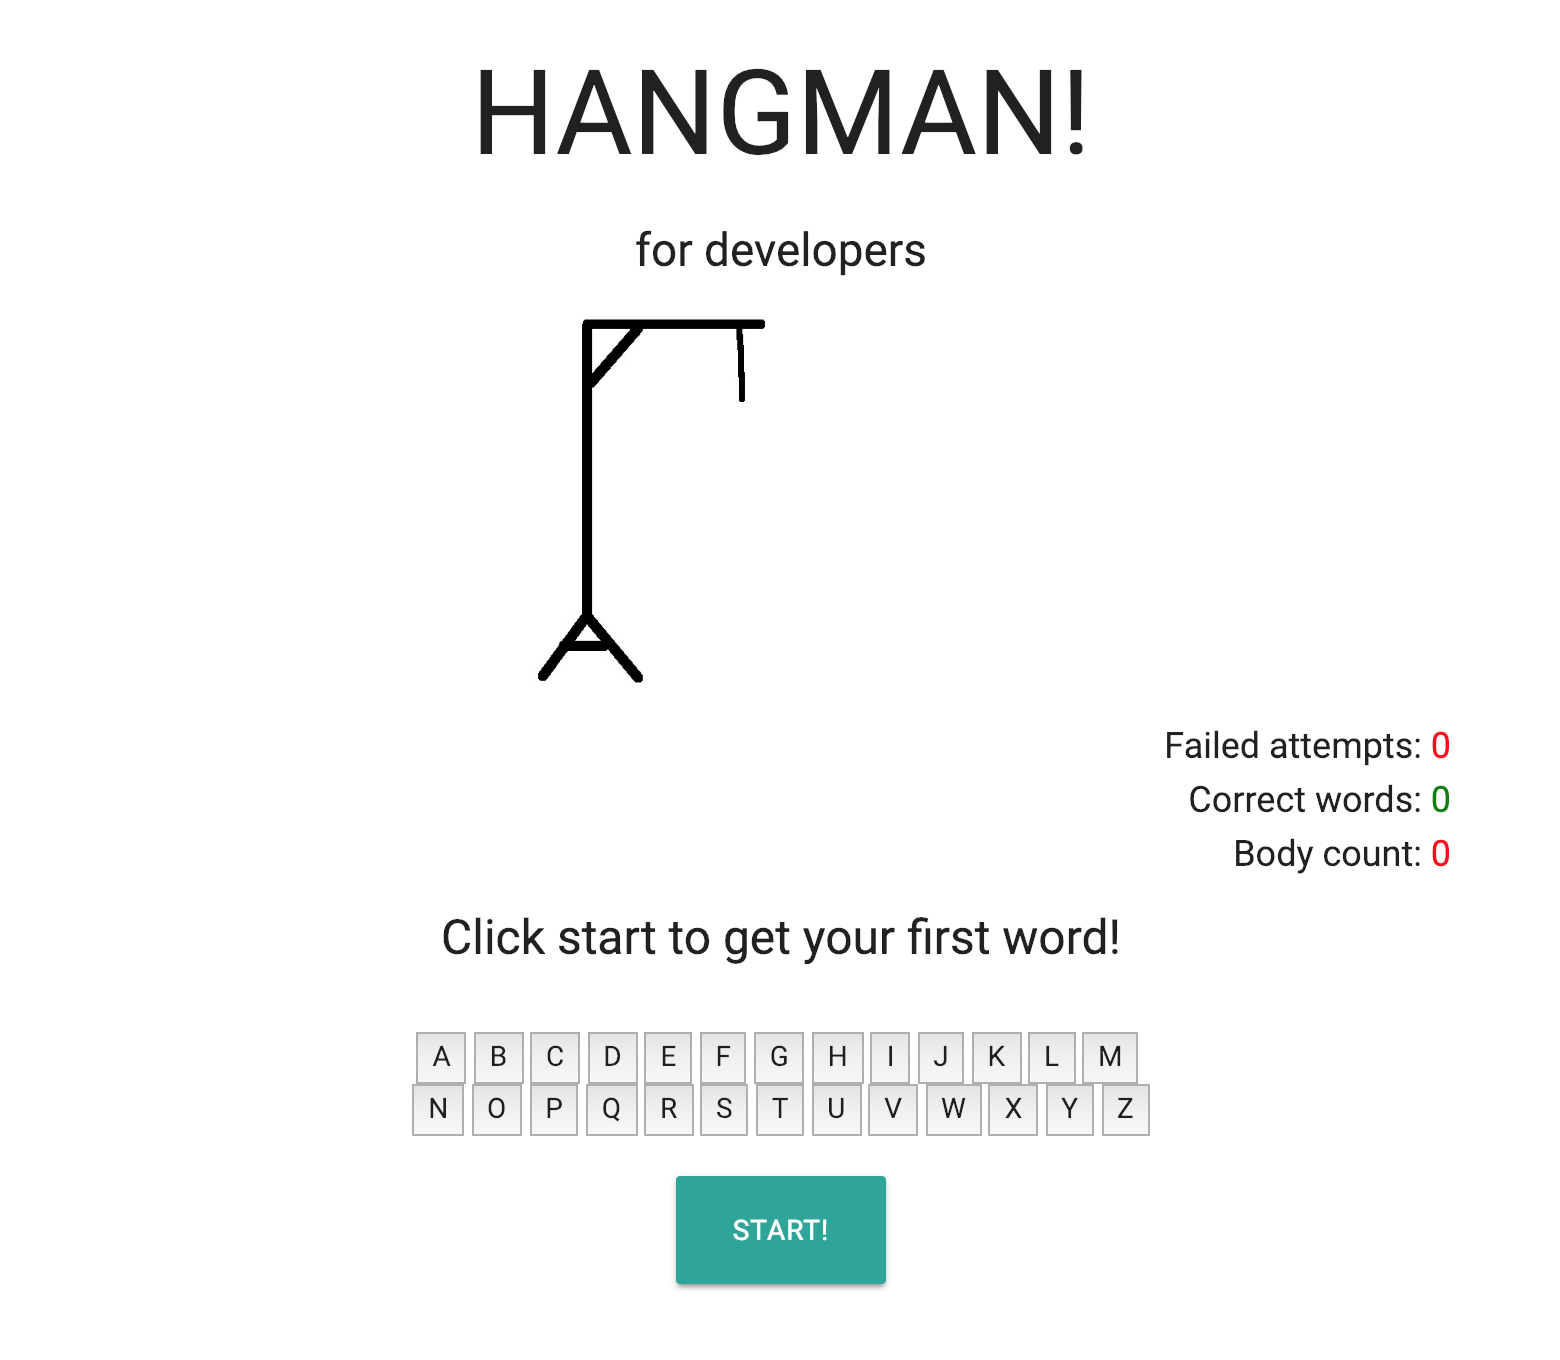 HANGMAN!
for developers
Failed attempts: 0
Correct words: 0
Body count: 0
Click start to get your first word!
A B C D E F G H I J K L M
N O P Q R S T U V W X Y Z
START!